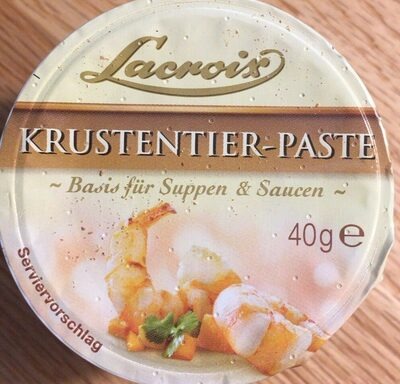 Lacroix
KRUSTENTIER-PASTE
~ Basis für Suppen & Saucen ~
40g ℮
Serviervorschlag